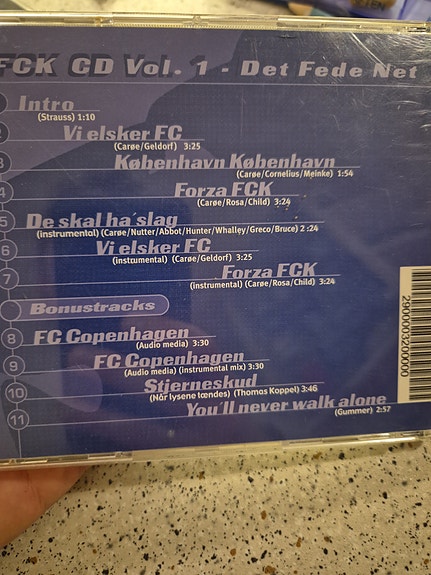 FCK CD Vol. 1 - Det Fede Net
Intro
(Strauss) 1:10
2
Vi elsker FC
(Carøe/Geldorf) 3:25
3
København København
(Carøe/Cornelius/Meinke) 1:54
4
Forza FCK
(Carøe/Rosa/Child) 3:24
5
De skal ha´slag
(instrumental) (Carøe/Nutter/Abbot/Hunter/Whalley/Greco/Bruce) 2:24
6
Vi elsker FC
(instrumental) (Carøe/Geldorf) 3:25
7
Forza FCK
(instrumental) (Carøe/Rosa/Child) 3:24
Bonustracks
8
FC Copenhagen
(Audio media) 3:30
9
FC Copenhagen
(Audio media) (instrumental mix) 3:30
10
Stjerneskud
(Når lysene tændes) (Thomas Koppel) 3:46
11
You´ll never walk alone
(Gummer) 2:57
2900003200000